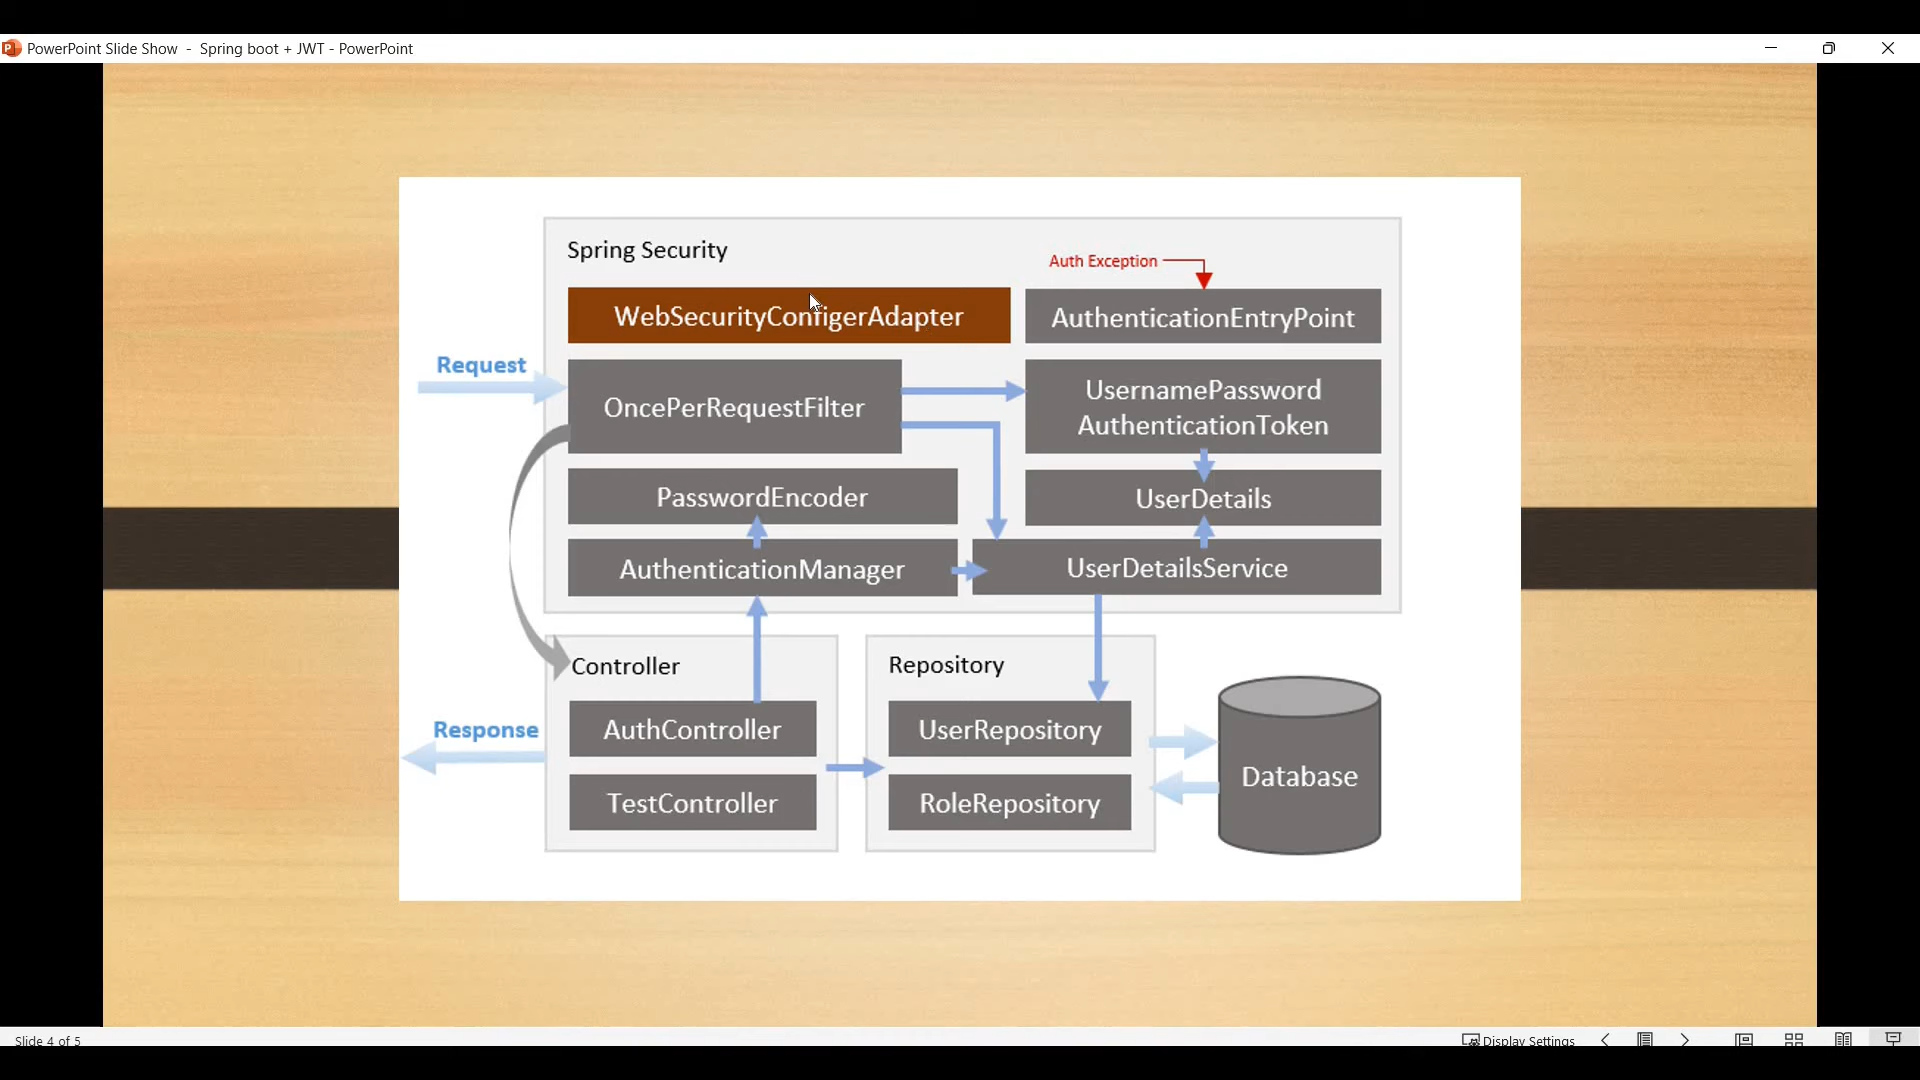 PowerPoint Slide Show - Spring boot + JWT - PowerPoint
Spring Security
Auth Exception
WebSecurityConfigerAdapter
AuthenticationEntryPoint
Request
OncePerRequestFilter
UsernamePassword
AuthenticationToken
PasswordEncoder
UserDetails
AuthenticationManager
UserDetailsService
Controller
Repository
Response
AuthController
UserRepository
Database
TestController
RoleRepository
Slide 4 of 5
Display Settings